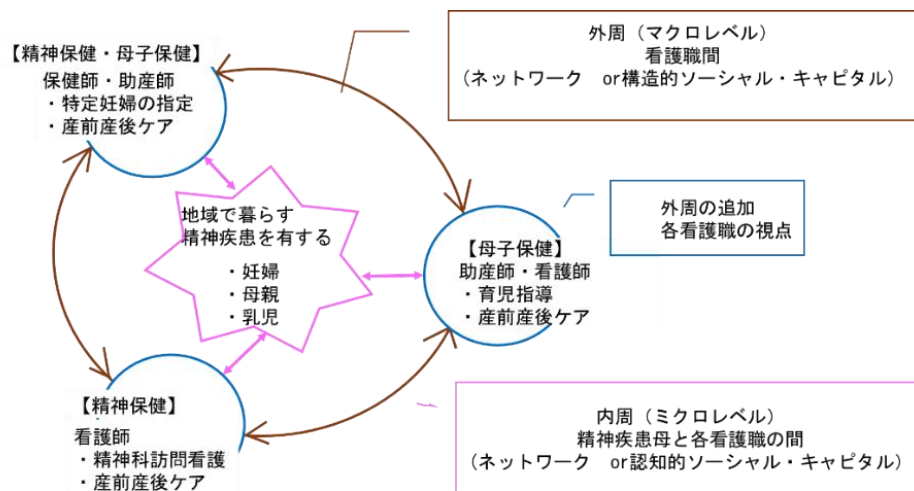 【精神保健・母子保健】
保健師・助産師
・特定妊婦の指定
・産前産後ケア
外周（マクロレベル）
看護職間
（ネットワーク　or構造的ソーシャル・キャピタル）
地域で暮らす
精神疾患を有する
・妊婦
・母親
・乳児
外周の追加
各看護職の視点
【母子保健】
助産師・看護師
・育児指導
・産前産後ケア
【精神保健】
看護師
・精神科訪問看護
・産前産後ケア
内周（ミクロレベル）
精神疾患母と各看護職の間
（ネットワーク　or認知的ソーシャル・キャピタル）